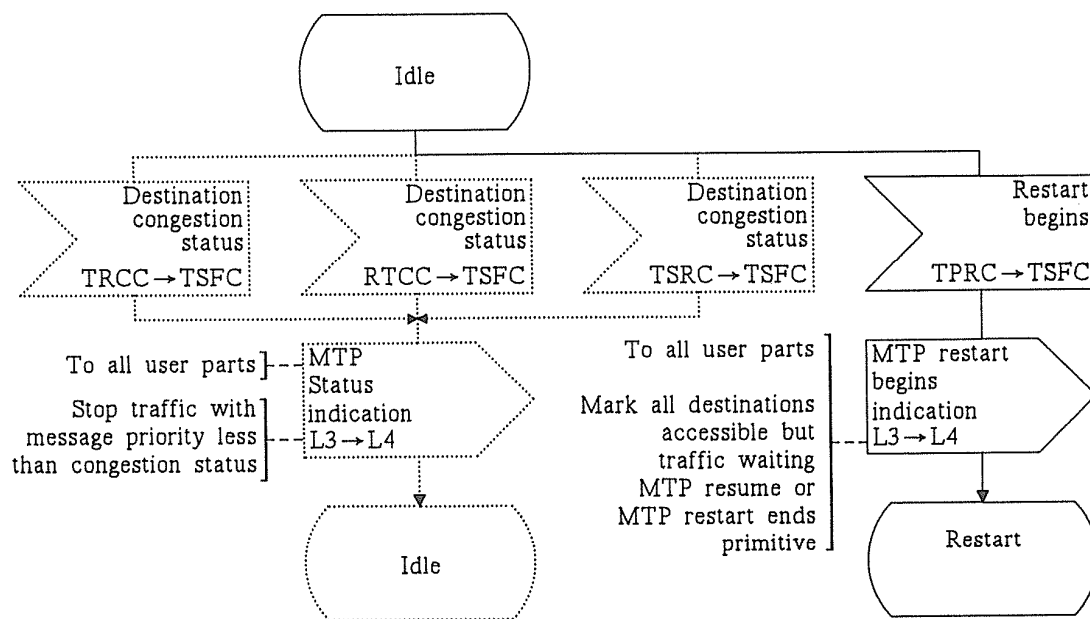 Idle
Destination
congestion
status
TRCC→TSFC
Destination
congestion
status
RTCC→TSFC
Destination
congestion
status
TSRC→TSFC
Restart
begins
TPRC→TSFC
To all user parts
Stop traffic with
message priority less
than congestion status
MTP
Status
indication
L3→L4
To all user parts
Mark all destinations
accessible but
traffic waiting
MTP resume or
MTP restart ends
primitive
MTP restart
begins
indication
L3→L4
Idle
Restart